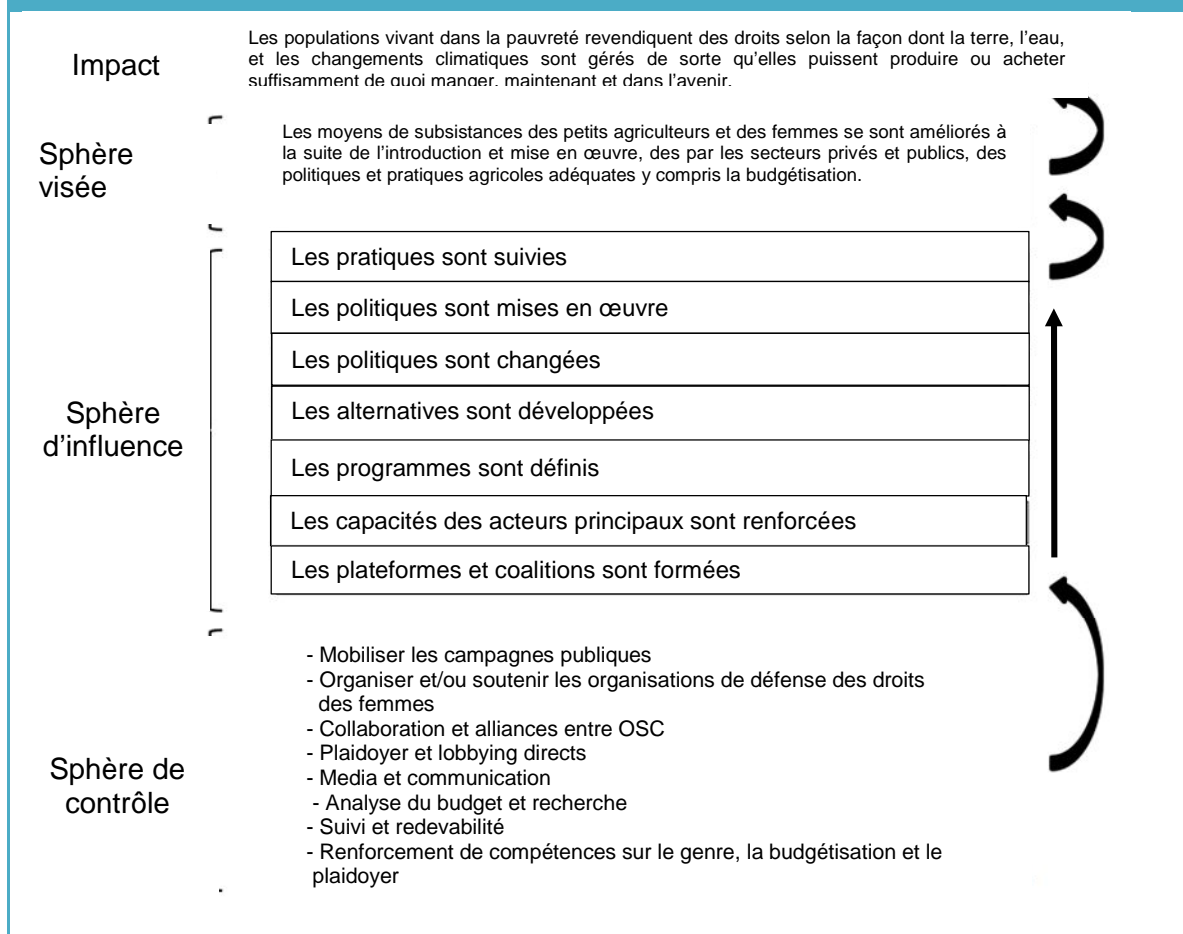 Impact
Les populations vivant dans la pauvreté revendiquent des droits selon la façon dont la terre, l'eau,
et les changements climatiques sont gérés de sorte qu'elles puissent produire ou acheter
suffisamment de quoi manger, maintenant et dans l'avenir.
Sphère
visée
Les moyens de subsistances des petits agriculteurs et des femmes se sont améliorés à
la suite de l'introduction et mise en œuvre, des par les secteurs privés et publics, des
politiques et pratiques agricoles adéquates y compris la budgétisation.
Sphère
d'influence
Les pratiques sont suivies
Les politiques sont mises en œuvre
Les politiques sont changées
Les alternatives sont développées
Les programmes sont définis
Les capacités des acteurs principaux sont renforcées
Les plateformes et coalitions sont formées
Sphère de
contrôle
- Mobiliser les campagnes publiques
- Organiser et/ou soutenir les organisations de défense des droits
des femmes
- Collaboration et alliances entre OSC
- Plaidoyer et lobbying directs
- Media et communication
- Analyse du budget et recherche
- Suivi et redevabilité
- Renforcement de compétences sur le genre, la budgétisation et le
plaidoyer